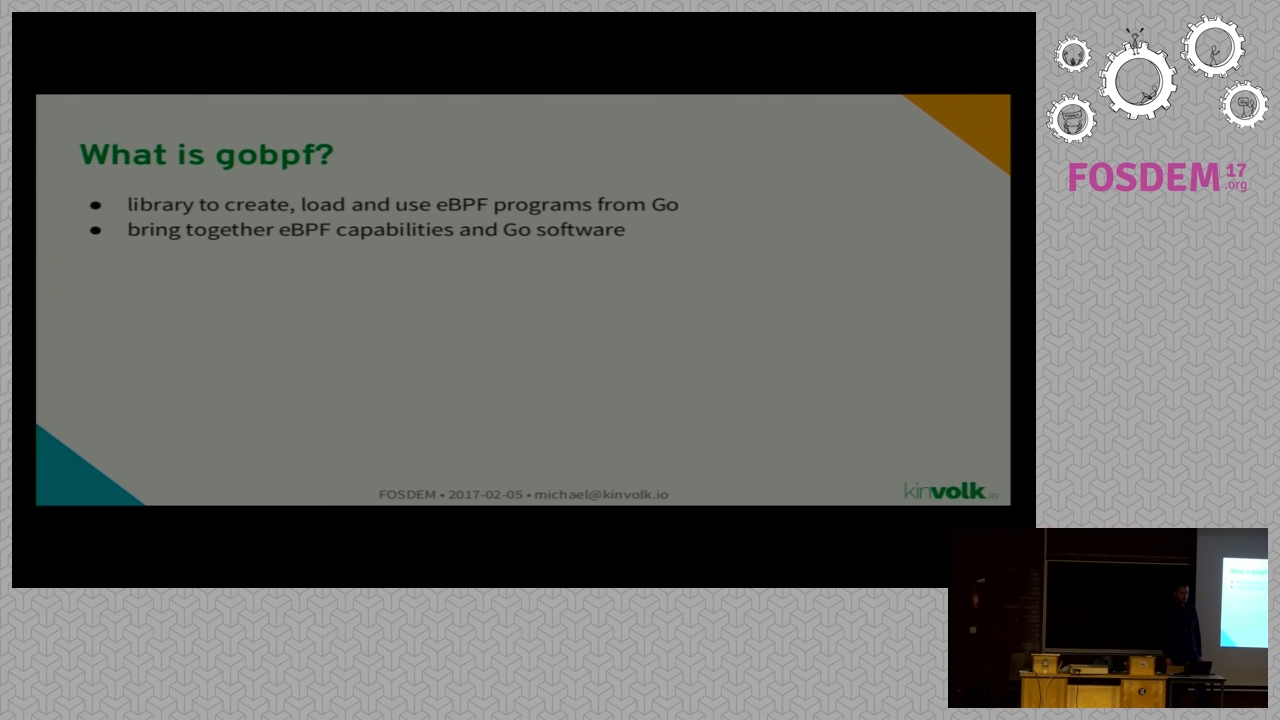 What is gobpf?
● library to create, load and use eBPF programs from Go
● bring together eBPF capabilities and Go software
FOSDEM • 2017-02-05 • michael@kinvolk.io
kinvolk.io
FOSDEM 17 .org